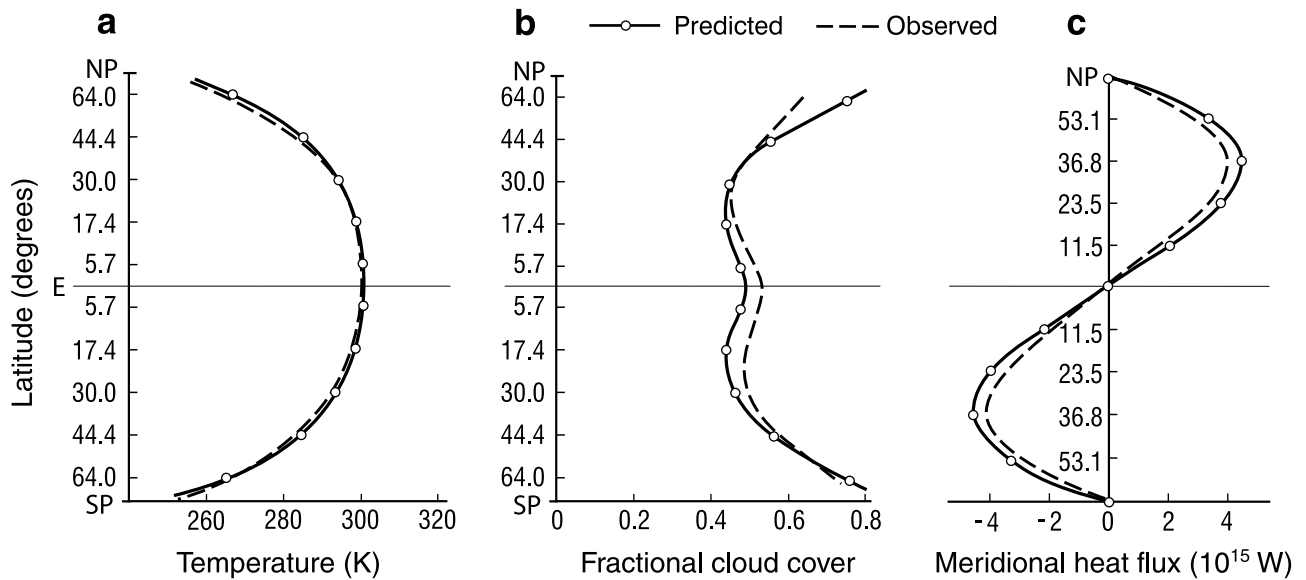 a
b
Predicted
Observed
c
Latitude (degrees)
NP
64.0
44.4
30.0
17.4
5.7
E
5.7
17.4
30.0
44.4
64.0
SP
260
280
300
320
Temperature (K)
NP
64.0
44.4
30.0
17.4
5.7
5.7
17.4
30.0
44.4
64.0
SP
0
0.2
0.4
0.6
0.8
Fractional cloud cover
NP
53.1
36.8
23.5
11.5
11.5
23.5
36.8
53.1
-4
-2
0
2
4
Meridional heat flux (10¹⁵ W)